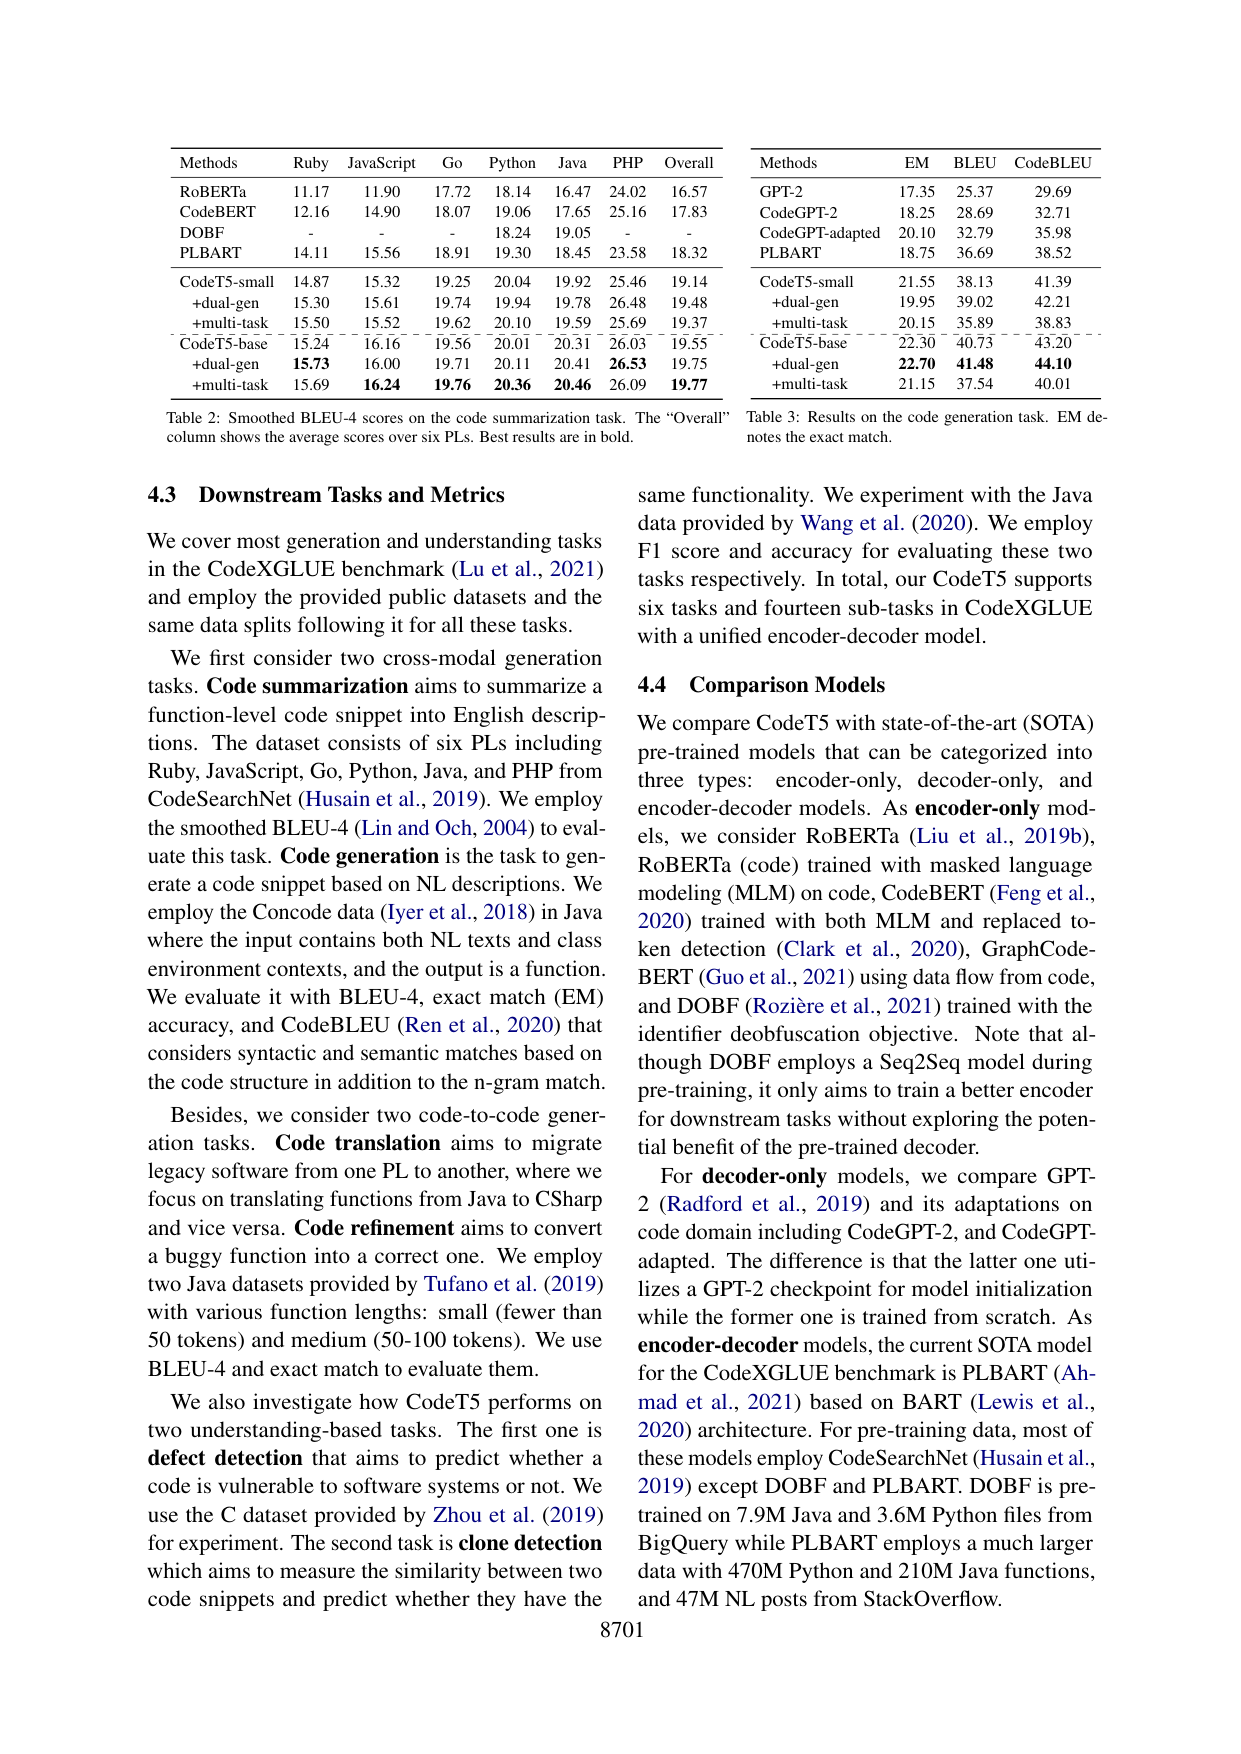 Methods Ruby JavaScript Go Python Java PHP Overall
RoBERTa 11.17 11.90 17.72 18.14 16.47 24.02 16.57
CodeBERT 12.16 14.90 18.07 19.06 17.65 25.16 17.83
DOBF - - - 18.24 19.05 - -
PLBART 14.11 15.56 18.91 19.30 18.45 23.58 18.32
CodeT5-small 14.87 15.32 19.25 20.04 19.92 25.46 19.14
+dual-gen 15.30 15.61 19.74 19.94 19.78 26.48 19.48
+multi-task 15.50 15.52 19.62 20.10 19.59 25.69 19.37
CodeT5-base 15.24 16.16 19.56 20.01 20.31 26.03 19.55
+dual-gen 15.73 16.00 19.71 20.11 20.41 26.53 19.75
+multi-task 15.69 16.24 19.76 20.36 20.46 26.09 19.77
Table 2: Smoothed BLEU-4 scores on the code summarization task. The “Overall”
column shows the average scores over six PLs. Best results are in bold.
Methods EM BLEU CodeBLEU
GPT-2 17.35 25.37 29.69
CodeGPT-2 18.25 28.69 32.71
CodeGPT-adapted 20.10 32.79 35.98
PLBART 18.75 36.69 38.52
CodeT5-small 21.55 38.13 41.39
+dual-gen 19.95 39.02 42.21
+multi-task 20.15 35.89 38.83
CodeT5-base 22.30 40.73 43.20
+dual-gen 22.70 41.48 44.10
+multi-task 21.15 37.54 40.01
Table 3: Results on the code generation task. EM de-
notes the exact match.
4.3 Downstream Tasks and Metrics
We cover most generation and understanding tasks
in the CodeXGLUE benchmark (Lu et al., 2021)
and employ the provided public datasets and the
same data splits following it for all these tasks.
We first consider two cross-modal generation
tasks. Code summarization aims to summarize a
function-level code snippet into English descrip-
tions. The dataset consists of six PLs including
Ruby, JavaScript, Go, Python, Java, and PHP from
CodeSearchNet (Husain et al., 2019). We employ
the smoothed BLEU-4 (Lin and Och, 2004) to eval-
uate this task. Code generation is the task to gen-
erate a code snippet based on NL descriptions. We
employ the Concode data (Iyer et al., 2018) in Java
where the input contains both NL texts and class
environment contexts, and the output is a function.
We evaluate it with BLEU-4, exact match (EM)
accuracy, and CodeBLEU (Ren et al., 2020) that
considers syntactic and semantic matches based on
the code structure in addition to the n-gram match.
Besides, we consider two code-to-code gener-
ation tasks. Code translation aims to migrate
legacy software from one PL to another, where we
focus on translating functions from Java to CSharp
and vice versa. Code refinement aims to convert
a buggy function into a correct one. We employ
two Java datasets provided by Tufano et al. (2019)
with various function lengths: small (fewer than
50 tokens) and medium (50-100 tokens). We use
BLEU-4 and exact match to evaluate them.
We also investigate how CodeT5 performs on
two understanding-based tasks. The first one is
defect detection that aims to predict whether a
code is vulnerable to software systems or not. We
use the C dataset provided by Zhou et al. (2019)
for experiment. The second task is clone detection
which aims to measure the similarity between two
code snippets and predict whether they have the
same functionality. We experiment with the Java
data provided by Wang et al. (2020). We employ
F1 score and accuracy for evaluating these two
tasks respectively. In total, our CodeT5 supports
six tasks and fourteen sub-tasks in CodeXGLUE
with a unified encoder-decoder model.
4.4 Comparison Models
We compare CodeT5 with state-of-the-art (SOTA)
pre-trained models that can be categorized into
three types: encoder-only, decoder-only, and
encoder-decoder models. As encoder-only mod-
els, we consider RoBERTa (Liu et al., 2019b),
RoBERTa (code) trained with masked language
modeling (MLM) on code, CodeBERT (Feng et al.,
2020) trained with both MLM and replaced to-
ken detection (Clark et al., 2020), GraphCode-
BERT (Guo et al., 2021) using data flow from code,
and DOBF (Rozière et al., 2021) trained with the
identifier deobfuscation objective. Note that al-
though DOBF employs a Seq2Seq model during
pre-training, it only aims to train a better encoder
for downstream tasks without exploring the poten-
tial benefit of the pre-trained decoder.
For decoder-only models, we compare GPT-
2 (Radford et al., 2019) and its adaptations on
code domain including CodeGPT-2, and CodeGPT-
adapted. The difference is that the latter one uti-
lizes a GPT-2 checkpoint for model initialization
while the former one is trained from scratch. As
encoder-decoder models, the current SOTA model
for the CodeXGLUE benchmark is PLBART (Ah-
mad et al., 2021) based on BART (Lewis et al.,
2020) architecture. For pre-training data, most of
these models employ CodeSearchNet (Husain et al.,
2019) except DOBF and PLBART. DOBF is pre-
trained on 7.9M Java and 3.6M Python files from
BigQuery while PLBART employs a much larger
data with 470M Python and 210M Java functions,
and 47M NL posts from StackOverflow.
8701